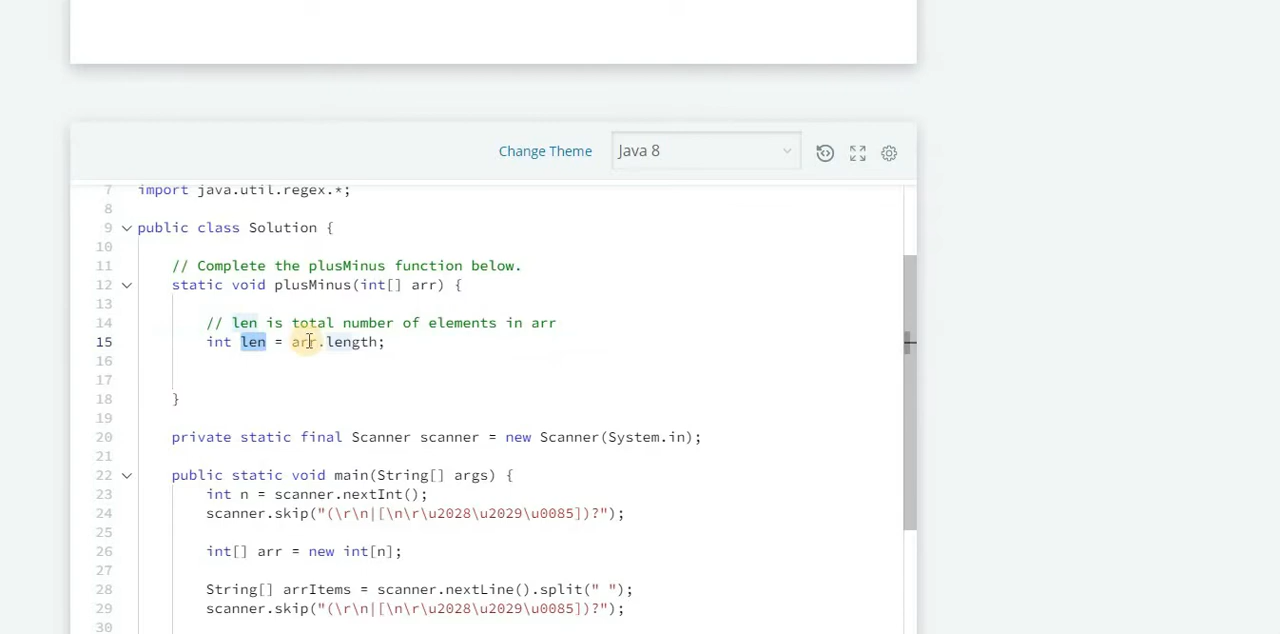 Change Theme Java 8
7 import java.util.regex.*;
8
9 public class Solution {
10
11 // Complete the plusMinus function below.
12 static void plusMinus(int[] arr) {
13
14 // len is total number of elements in arr
15 int len = arr.length;
16
17
18 }
19
20 private static final Scanner scanner = new Scanner(System.in);
21
22 public static void main(String[] args) {
23 int n = scanner.nextInt();
24 scanner.skip("(\r\n|[\n\r\u2028\u2029\u0085])?");
25
26 int[] arr = new int[n];
27
28 String[] arrItems = scanner.nextLine().split(" ");
29 scanner.skip("(\r\n|[\n\r\u2028\u2029\u0085])?");
30